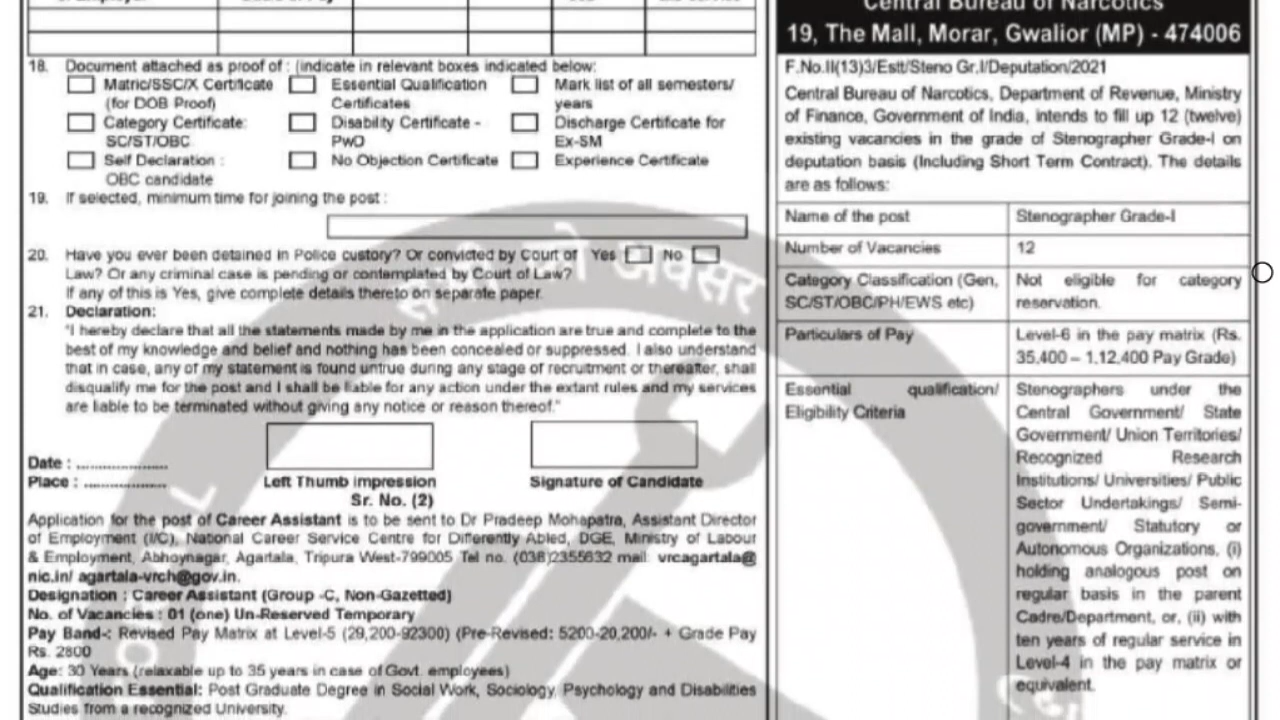 18. Document attached as proof of : (indicate in relevant boxes indicated below:
Matric/SSC/X Certificate
(for DOB Proof)
Essential Qualification
Certificates
Mark list of all semesters/
years
Category Certificate:
SC/ST/OBC
Disability Certificate -
PwO
Discharge Certificate for
Ex-SM
Self Declaration :
OBC candidate
No Objection Certificate
Experience Certificate
19. If selected, minimum time for joining the post :
20. Have you ever been detained in Police custory? Or convicted by Court of Yes No
Law? Or any criminal case is pending or contemplated by Court of Law?
If any of this is Yes, give complete details thereto on separate paper.
21. Declaration:
"I hereby declare that all the statements made by me in the application are true and complete to the
best of my knowledge and belief and nothing has been concealed or suppressed. I also understand
that in case, any of my statement is found untrue during any stage of recruitment or thereafter, shall
disqualify me for the post and I shall be liable for any action under the extant rules and my services
are liable to be terminated without giving any notice or reason thereof."
Date : .....................
Place : ...................
Left Thumb impression
Signature of Candidate
Sr. No. (2)
Application for the post of Career Assistant is to be sent to Dr Pradeep Mohapatra, Assistant Director
of Employment (I/C), National Career Service Centre for Differently Abled, DGE, Ministry of Labour
& Employment, Abhoynagar, Agartala, Tripura West-799005 Tel no. (038)2355632 mail: vrcagartala@
nic.in/ agartala-vrch@gov.in.
Designation : Career Assistant (Group -C, Non-Gazetted)
No. of Vacancies : 01 (one) Un-Reserved Temporary
Pay Band-: Revised Pay Matrix at Level-5 (29,200-92300) (Pre-Revised: 5200-20,200/- + Grade Pay
Rs. 2800
Age: 30 Years (relaxable up to 35 years in case of Govt. employees)
Qualification Essential: Post Graduate Degree in Social Work, Sociology, Psychology and Disabilities
Studies from a recognized University.
Central Bureau of Narcotics
19, The Mall, Morar, Gwalior (MP) - 474006
F.No.II(13)3/Estt/Steno Gr.I/Deputation/2021
Central Bureau of Narcotics, Department of Revenue, Ministry
of Finance, Government of India, intends to fill up 12 (twelve)
existing vacancies in the grade of Stenographer Grade-I on
deputation basis (Including Short Term Contract). The details
are as follows:
Name of the post
Stenographer Grade-I
Number of Vacancies
12
Category Classification (Gen,
SC/ST/OBC/PH/EWS etc)
Not eligible for category
reservation.
Particulars of Pay
Level-6 in the pay matrix (Rs.
35,400 – 1,12,400 Pay Grade)
Essential qualification/
Eligibility Criteria
Stenographers under the
Central Government/ State
Government/ Union Territories/
Recognized Research
Institutions/ Universities/ Public
Sector Undertakings/ Semi-
government/ Statutory or
Autonomous Organizations, (i)
holding analogous post on
regular basis in the parent
Cadre/Department, or, (ii) with
ten years of regular service in
Level-4 in the pay matrix or
equivalent.
को अवसर